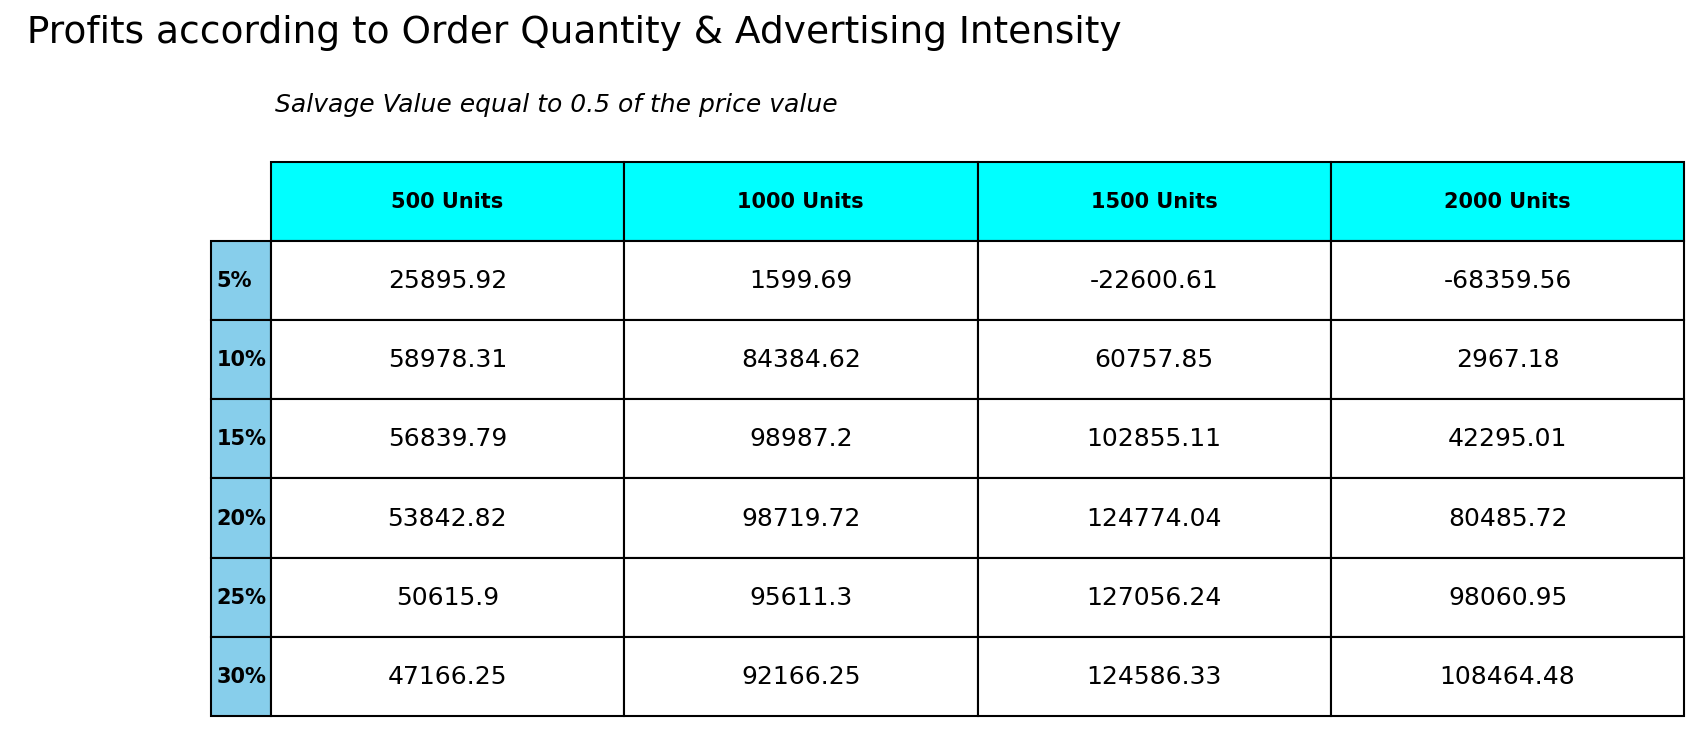 Profits according to Order Quantity & Advertising Intensity
Salvage Value equal to 0.5 of the price value
500 Units 1000 Units 1500 Units 2000 Units
5% 25895.92 1599.69 -22600.61 -68359.56
10% 58978.31 84384.62 60757.85 2967.18
15% 56839.79 98987.2 102855.11 42295.01
20% 53842.82 98719.72 124774.04 80485.72
25% 50615.9 95611.3 127056.24 98060.95
30% 47166.25 92166.25 124586.33 108464.48